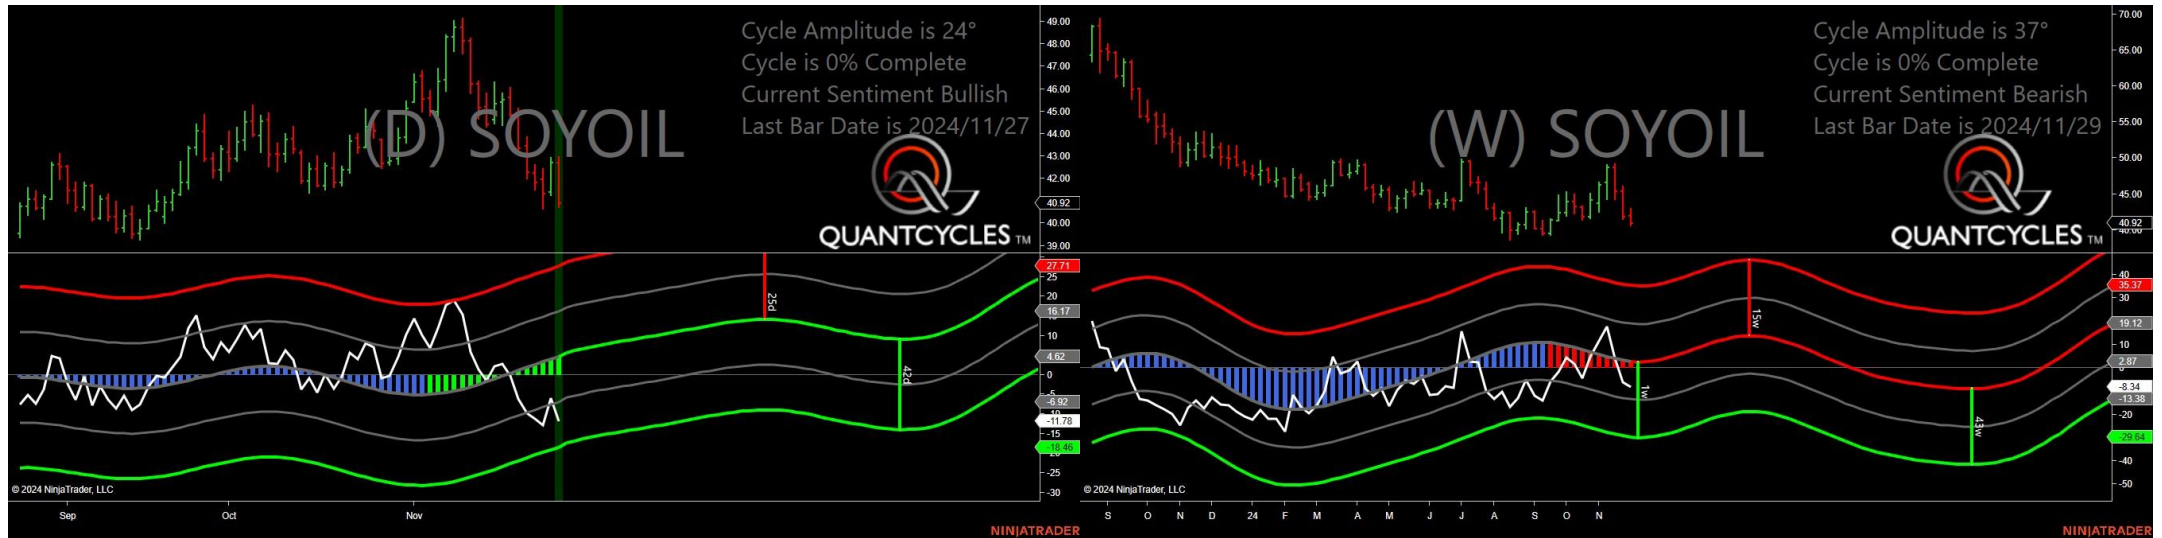 Cycle Amplitude is 24°
Cycle is 0% Complete
Current Sentiment Bullish
Last Bar Date is 2024/11/27
(D) SOYOIL
QUANTCYCLES TM
49.00
48.00
47.00
46.00
45.00
44.00
43.00
42.00
40.92
40.00
39.00
27.71
25
20
16.17
10
4.62
0
-5
-6.92
-11.78
-15
-18.46
-25
-30
25d
42d
© 2024 NinjaTrader, LLC
Sep
Oct
Nov
NINJATRADER
Cycle Amplitude is 37°
Cycle is 0% Complete
Current Sentiment Bearish
Last Bar Date is 2024/11/29
(W) SOYOIL
QUANTCYCLES TM
70.00
65.00
60.00
55.00
50.00
45.00
40.92
40.00
40
35.37
30
19.12
10
2.87
-8.34
-13.38
-20
-29.64
-40
-50
15w
1w
43w
© 2024 NinjaTrader, LLC
S
O
N
D
24
F
M
A
M
J
J
A
S
O
N
NINJATRADER